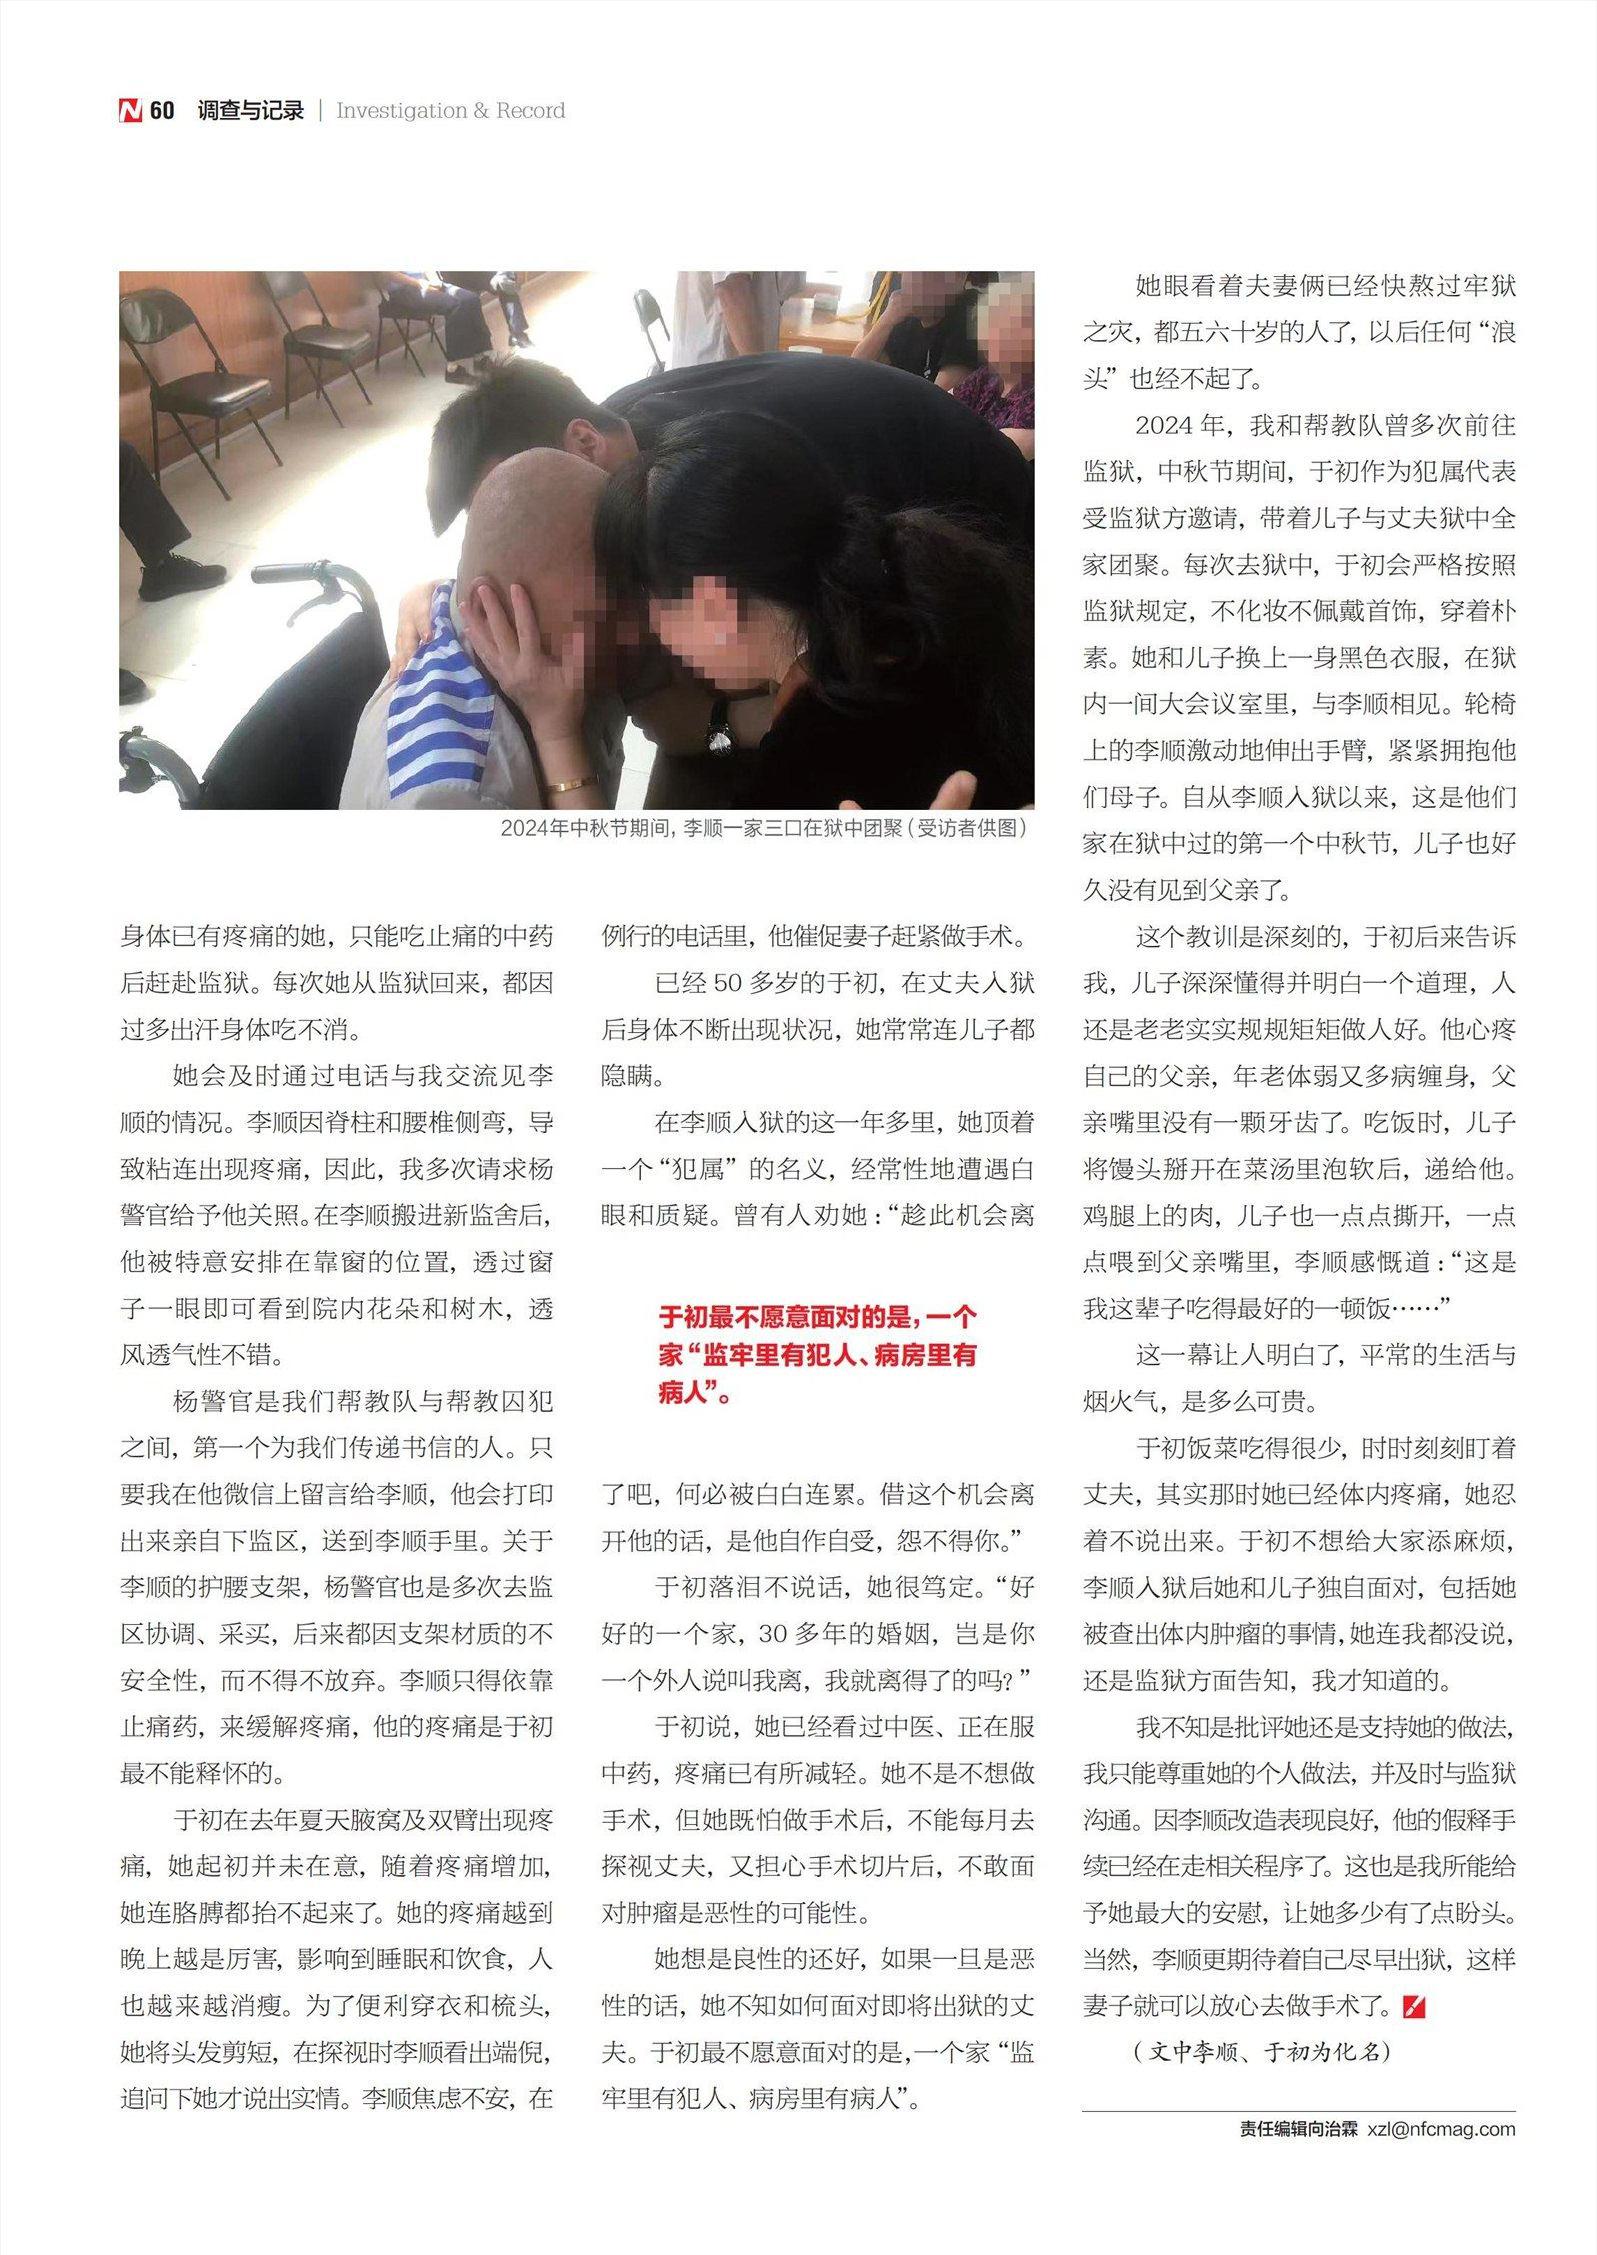 N 60 调查与记录 | Investigation & Record
2024年中秋节期间，李顺一家三口在狱中团聚（受访者供图）
身体已有疼痛的她，只能吃止痛的中药
后赶赴监狱。每次她从监狱回来，都因
过多出汗身体吃不消。
她会及时通过电话与我交流见李
顺的情况。李顺因脊柱和腰椎侧弯，导
致粘连出现疼痛，因此，我多次请求杨
警官给予他关照。在李顺搬进新监舍后，
他被特意安排在靠窗的位置，透过窗
子一眼即可看到院内花朵和树木，透
风透气性不错。
杨警官是我们帮教队与帮教囚犯
之间，第一个为我们传递书信的人。只
要我在他微信上留言给李顺，他会打印
出来亲自下监区，送到李顺手里。关于
李顺的护腰支架，杨警官也是多次去监
区协调、采买，后来都因支架材质的不
安全性，而不得不放弃。李顺只得依靠
止痛药，来缓解疼痛，他的疼痛是于初
最不能释怀的。
于初在去年夏天腋窝及双臂出现疼
痛，她起初并未在意，随着疼痛增加，
她连胳膊都抬不起来了。她的疼痛越到
晚上越是厉害，影响到睡眠和饮食，人
也越来越消瘦。为了便利穿衣和梳头，
她将头发剪短，在探视时李顺看出端倪，
追问下她才说出实情。李顺焦虑不安，在
例行的电话里，他催促妻子赶紧做手术。
已经 50 多岁的于初，在丈夫入狱
后身体不断出现状况，她常常连儿子都
隐瞒。
在李顺入狱的这一年多里，她顶着
一个“犯属”的名义，经常性地遭遇白
眼和质疑。曾有人劝她：“趁此机会离
于初最不愿意面对的是，一个
家“监牢里有犯人、病房里有
病人”。
了吧，何必被白白连累。借这个机会离
开他的话，是他自作自受，怨不得你。”
于初落泪不说话，她很笃定。“好
好的一个家，30 多年的婚姻，岂是你
一个外人说叫我离，我就离得了的吗？”
于初说，她已经看过中医、正在服
中药，疼痛已有所减轻。她不是不想做
手术，但她既怕做手术后，不能每月去
探视丈夫，又担心手术切片后，不敢面
对肿瘤是恶性的可能性。
她想是良性的还好，如果一旦是恶
性的话，她不知如何面对即将出狱的丈
夫。于初最不愿意面对的是，一个家“监
牢里有犯人、病房里有病人”。
她眼看着夫妻俩已经快熬过牢狱
之灾，都五六十岁的人了，以后任何“浪
头”也经不起了。
2024 年，我和帮教队曾多次前往
监狱，中秋节期间，于初作为犯属代表
受监狱方邀请，带着儿子与丈夫狱中全
家团聚。每次去狱中，于初会严格按照
监狱规定，不化妆不佩戴首饰，穿着朴
素。她和儿子换上一身黑色衣服，在狱
内一间大会议室里，与李顺相见。轮椅
上的李顺激动地伸出手臂，紧紧拥抱他
们母子。自从李顺入狱以来，这是他们
家在狱中过的第一个中秋节，儿子也好
久没有见到父亲了。
这个教训是深刻的，于初后来告诉
我，儿子深深懂得并明白一个道理，人
还是老老实实规规矩矩做人好。他心疼
自己的父亲，年老体弱又多病缠身，父
亲嘴里没有一颗牙齿了。吃饭时，儿子
将馒头掰开在菜汤里泡软后，递给他。
鸡腿上的肉，儿子也一点点撕开，一点
点喂到父亲嘴里，李顺感慨道：“这是
我这辈子吃得最好的一顿饭……”
这一幕让人明白了，平常的生活与
烟火气，是多么可贵。
于初饭菜吃得很少，时时刻刻盯着
丈夫，其实那时她已经体内疼痛，她忍
着不说出来。于初不想给大家添麻烦，
李顺入狱后她和儿子独自面对，包括她
被查出体内肿瘤的事情，她连我都没说，
还是监狱方面告知，我才知道的。
我不知是批评她还是支持她的做法，
我只能尊重她的个人做法，并及时与监狱
沟通。因李顺改造表现良好，他的假释手
续已经在走相关程序了。这也是我所能给
予她最大的安慰，让她多少有了点盼头。
当然，李顺更期待着自己尽早出狱，这样
妻子就可以放心去做手术了。
（文中李顺、于初为化名）
责任编辑向治霖 xzl@nfcmag.com